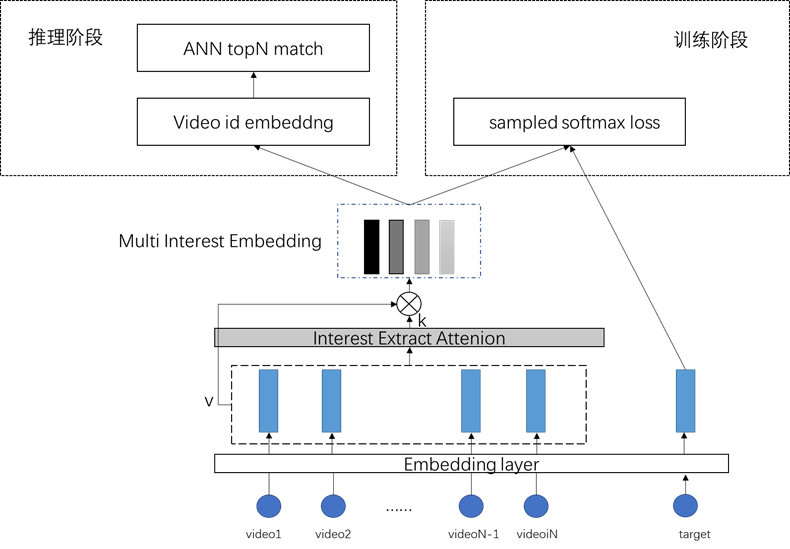 推理阶段
ANN topN match
Video id embeddng
训练阶段
sampled softmax loss
Multi Interest Embedding
k
Interest Extract Attenion
v
Embedding layer
video1
video2
……
videoN-1
videoiN
target